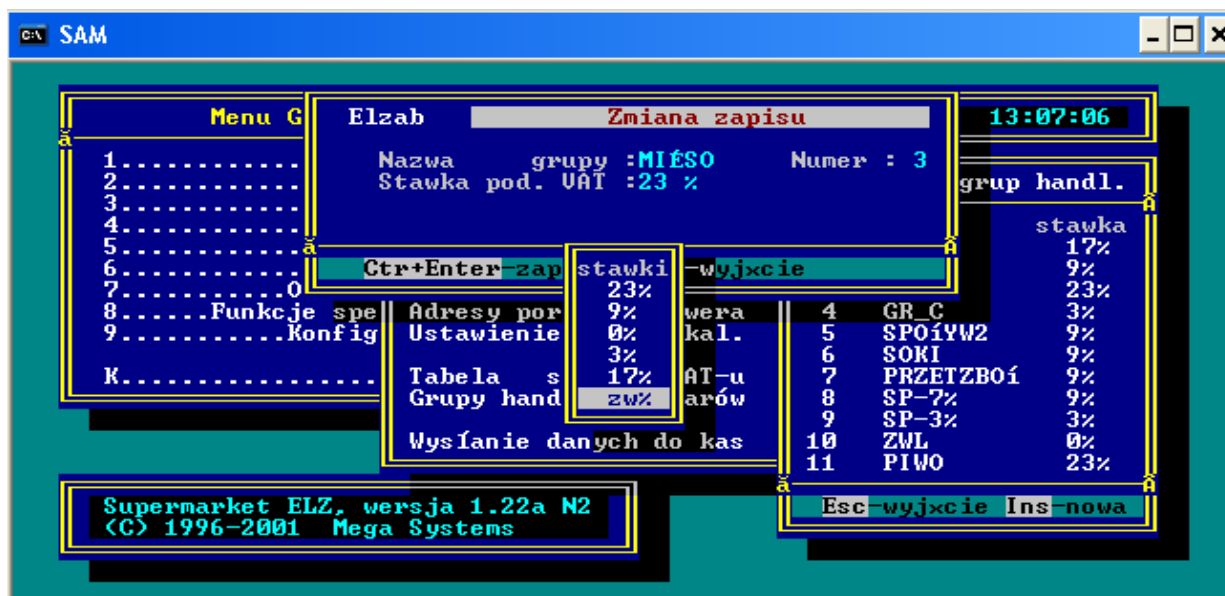 SAM
Menu G
1.............
2.............
3.............
4.............
5.............
6.............
7...........O
8......Funkcje spe
9...........Konfig
K..................
Elzab Zmiana zapisu
Nazwa grupy :MIÉSO Numer : 3
Stawka pod. VAT :23 %
Ctr+Enter-zap -wyjxcie
stawki
23%
9%
0%
3%
17%
zw%
Adresy por wera
Ustawienie kal.
Tabela s AT-u
Grupy hand arów
Wysíanie danych do kas
13:07:06
grup handl.
stawka
17%
9%
23%
4 GR_C 3%
5 SPOíYW2 9%
6 SOKI 9%
7 PRZETZBOí 9%
8 SP-7% 9%
9 SP-3% 3%
10 ZWL 0%
11 PIWO 23%
Esc-wyjxcie Ins-nowa
Supermarket ELZ, wersja 1.22a N2
(C) 1996-2001 Mega Systems